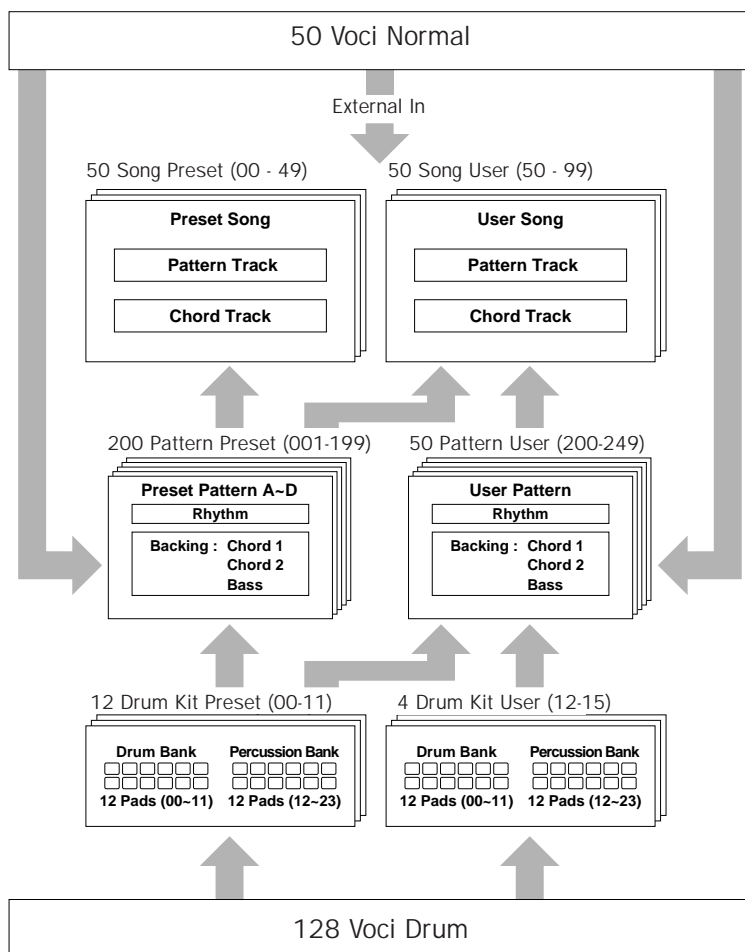 50 Voci Normal
External In
50 Song Preset (00 - 49)
50 Song User (50 - 99)
Preset Song
Pattern Track
Chord Track
User Song
Pattern Track
Chord Track
200 Pattern Preset (001-199)
50 Pattern User (200-249)
Preset Pattern A~D
Rhythm
Backing : Chord 1
Chord 2
Bass
User Pattern
Rhythm
Backing : Chord 1
Chord 2
Bass
12 Drum Kit Preset (00-11)
4 Drum Kit User (12-15)
Drum Bank
12 Pads (00~11)
Percussion Bank
12 Pads (12~23)
Drum Bank
12 Pads (00~11)
Percussion Bank
12 Pads (12~23)
128 Voci Drum